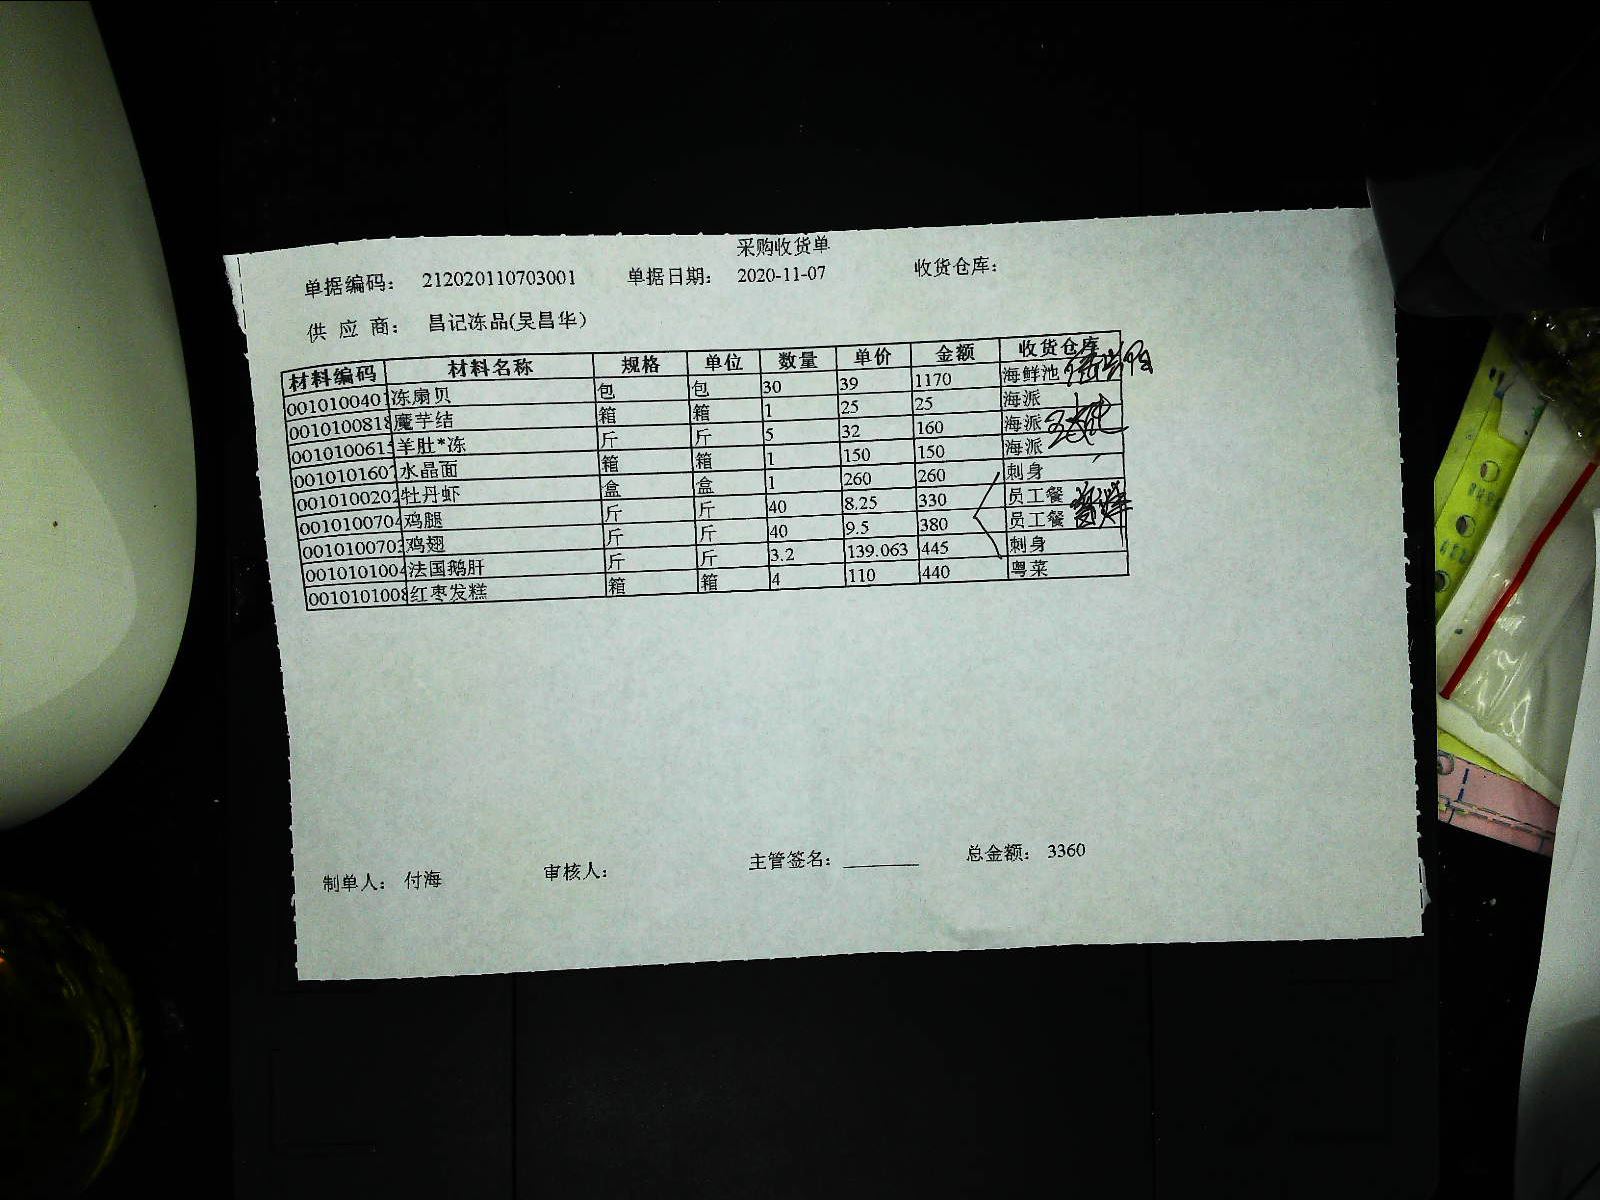 采购收货单
单据编码： 212020110703001 单据日期： 2020-11-07 收货仓库：
供 应 商： 昌记冻品(吴昌华)
材料编码 材料名称 规格 单位 数量 单价 金额 收货仓库
0010100401 冻扇贝 包 包 30 39 1170 海鲜池
0010100818 魔芋结 箱 箱 1 25 25 海派
0010100615 羊肚*冻 斤 斤 5 32 160 海派
0010101607 水晶面 箱 箱 1 150 150 海派
0010100202 牡丹虾 盒 盒 1 260 260 刺身
0010100704 鸡腿 斤 斤 40 8.25 330 员工餐
0010100703 鸡翅 斤 斤 40 9.5 380 员工餐
0010101004 法国鹅肝 斤 斤 3.2 139.063 445 刺身
0010101008 红枣发糕 箱 箱 4 110 440 粤菜
制单人： 付海 审核人： 主管签名： 总金额： 3360